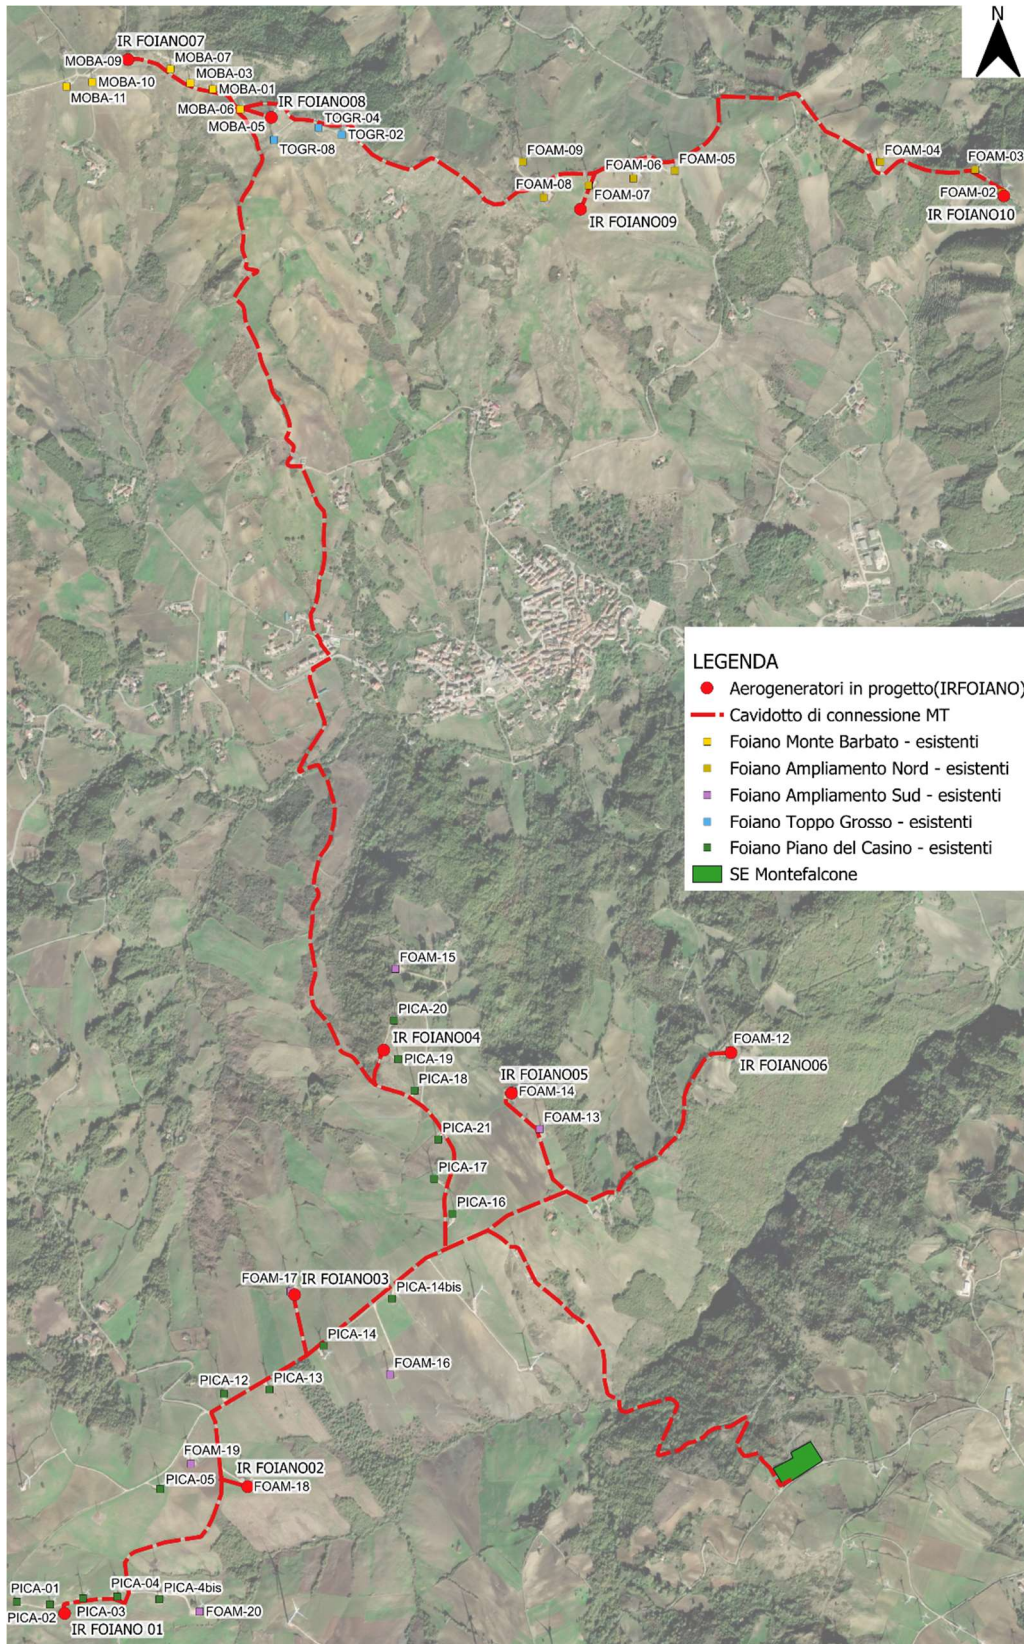 N
IR FOIANO07
MOBA-09
MOBA-07
MOBA-03
MOBA-10
MOBA-01
MOBA-11
IR FOIANO08
MOBA-06
TOGR-04
MOBA-05
TOGR-02
TOGR-08
FOAM-09
FOAM-06
FOAM-05
FOAM-04
FOAM-03
FOAM-08
FOAM-07
FOAM-02
IR FOIANO09
IR FOIANO10
LEGENDA
Aerogeneratori in progetto(IRFOIANO)
Cavidotto di connessione MT
Foiano Monte Barbato - esistenti
Foiano Ampliamento Nord - esistenti
Foiano Ampliamento Sud - esistenti
Foiano Toppo Grosso - esistenti
Foiano Piano del Casino - esistenti
SE Montefalcone
FOAM-15
PICA-20
IR FOIANO04
FOAM-12
PICA-19
IR FOIANO06
IR FOIANO05
PICA-18
FOAM-14
FOAM-13
PICA-21
PICA-17
PICA-16
FOAM-17
IR FOIANO03
PICA-14bis
PICA-14
FOAM-16
PICA-12
PICA-13
FOAM-19
IR FOIANO02
PICA-05
FOAM-18
PICA-01
PICA-04
PICA-4bis
PICA-02
PICA-03
FOAM-20
IR FOIANO 01